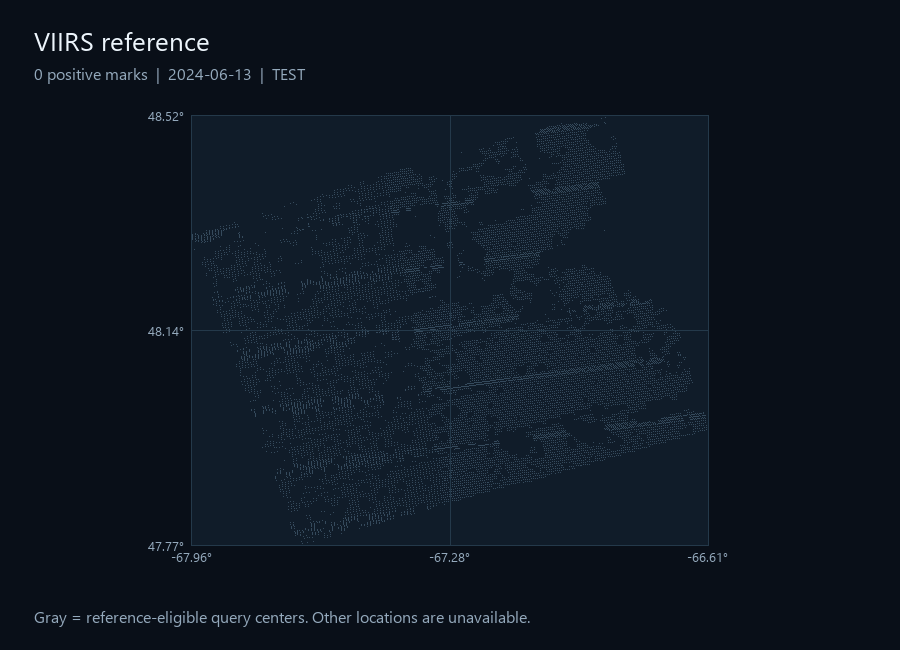 VIIRS reference
0 positive marks | 2024-06-13 | TEST
48.52°
48.14°
47.77°
-67.96°
-67.28°
-66.61°
Gray = reference-eligible query centers. Other locations are unavailable.